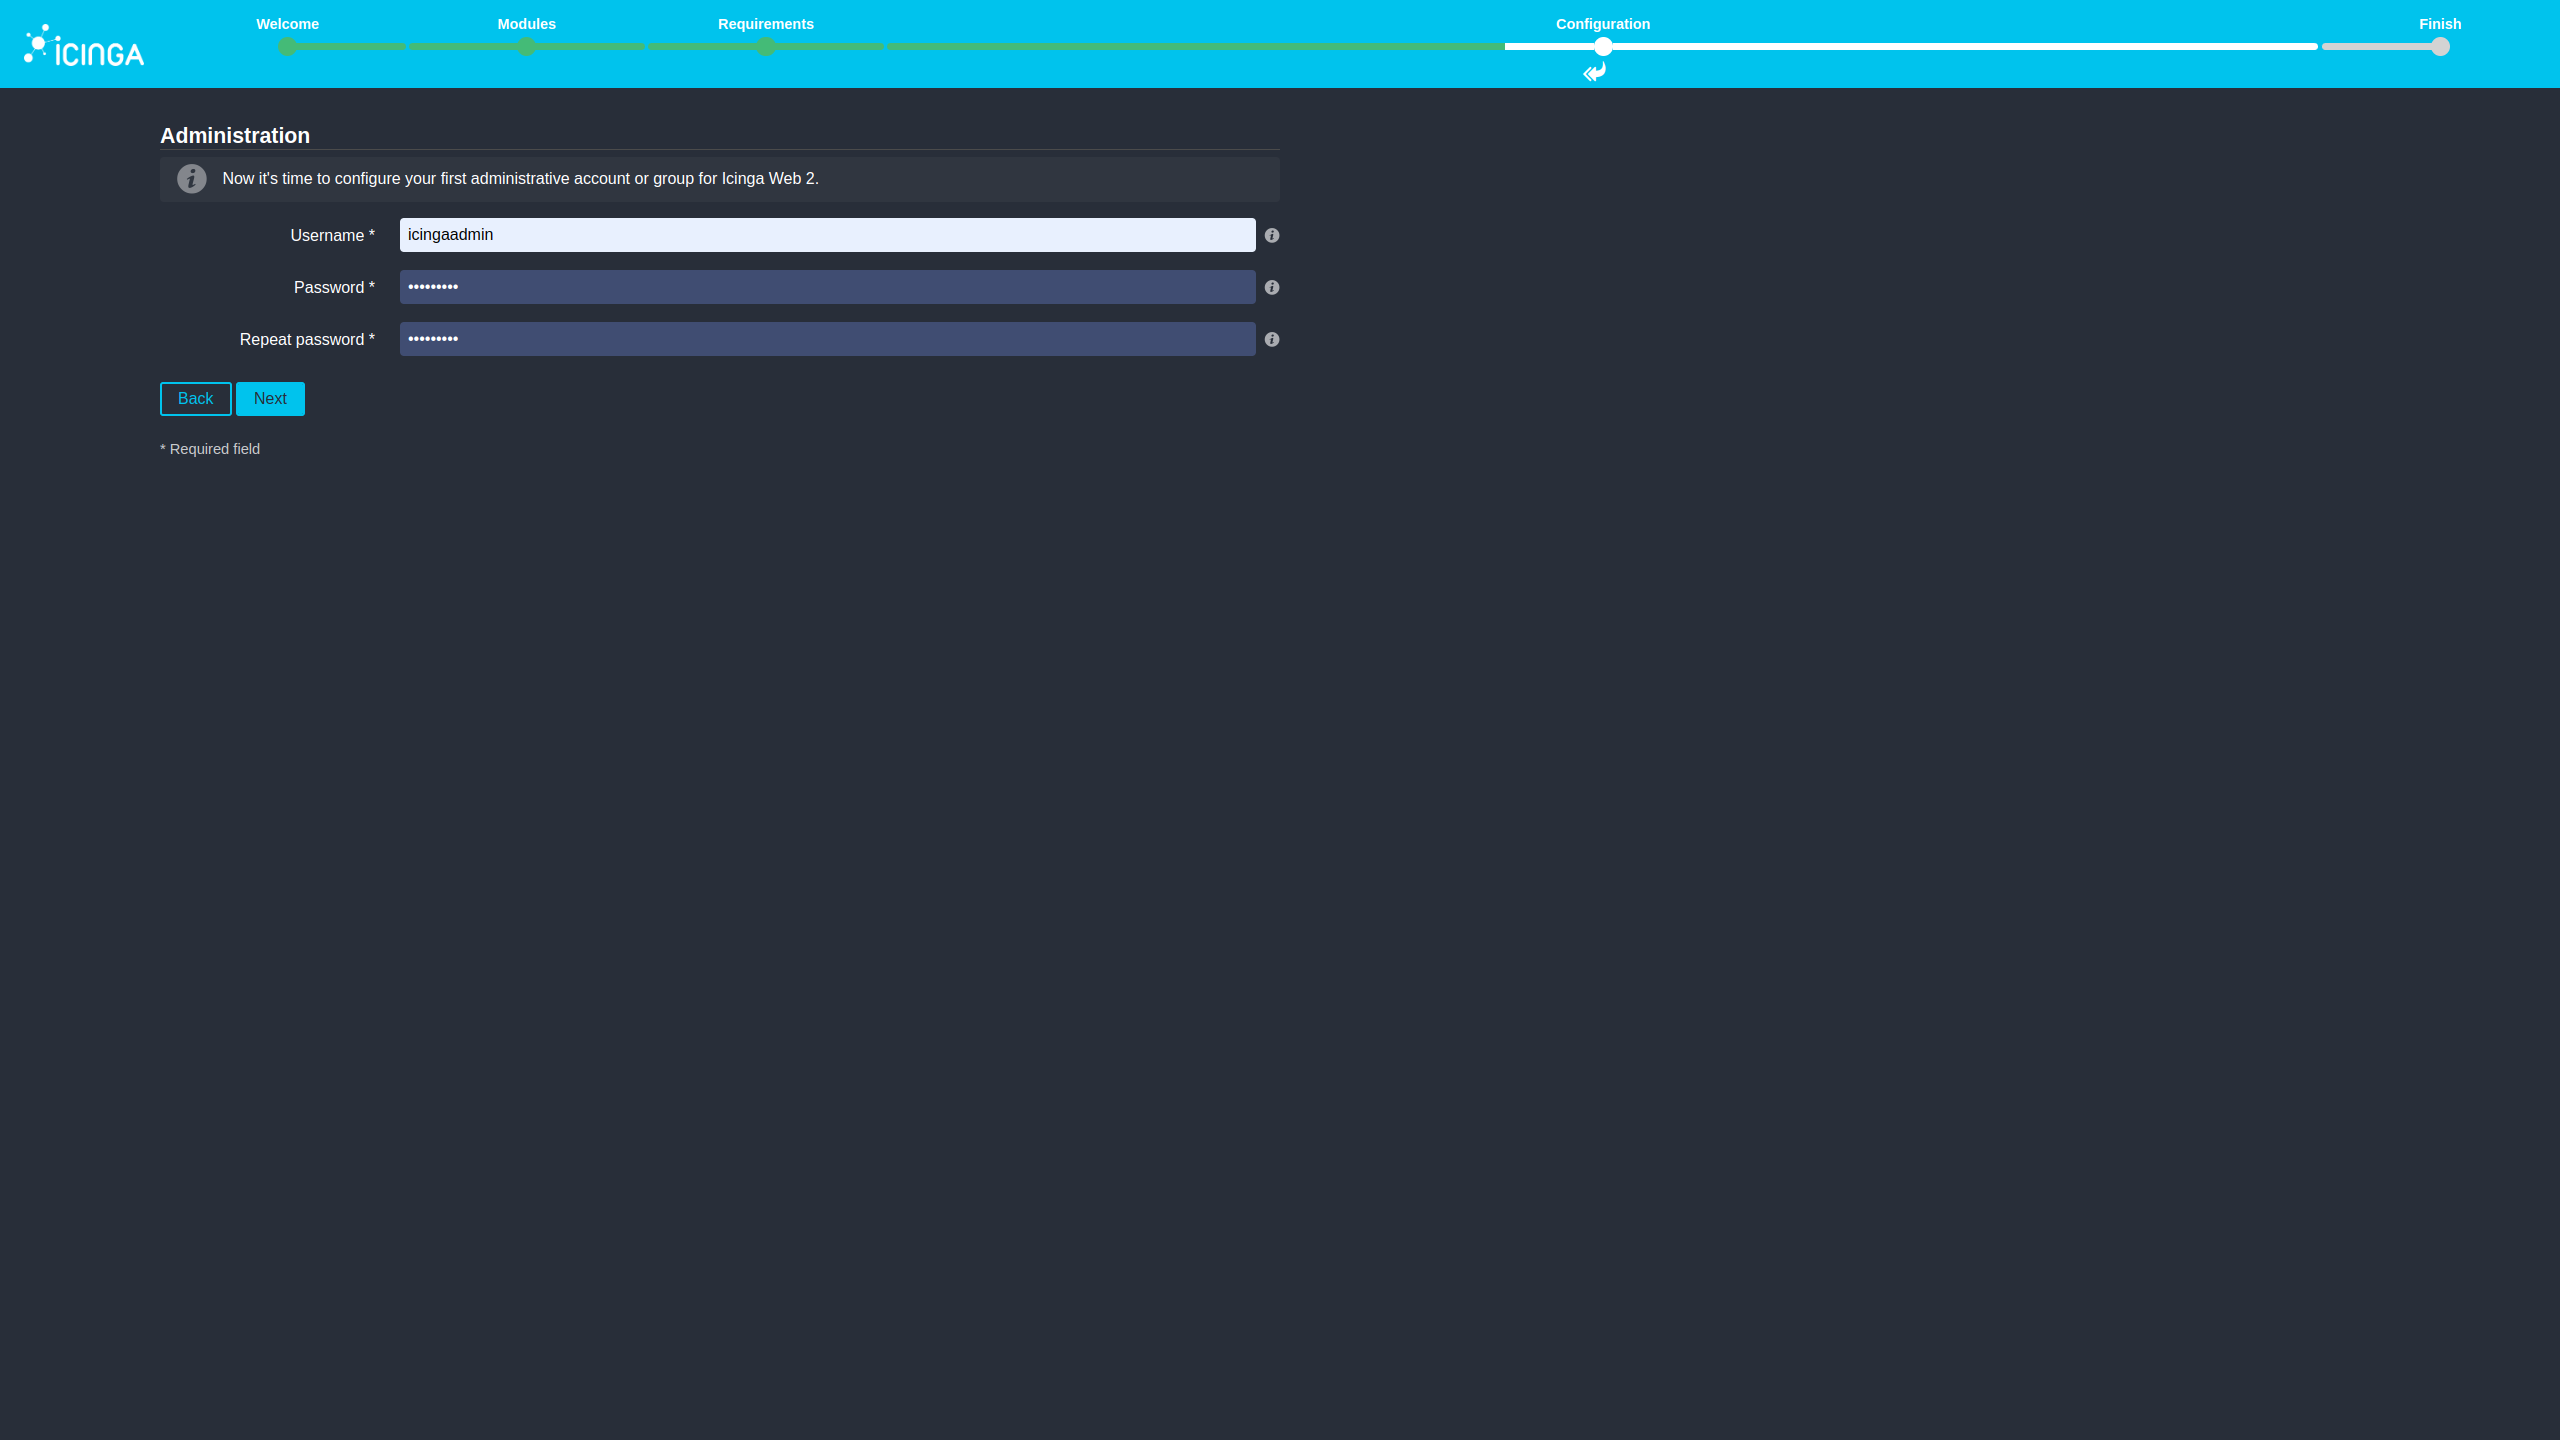 Welcome
Modules
Requirements
Configuration
Finish
ICINGA
Administration
Now it's time to configure your first administrative account or group for Icinga Web 2.
Username *
icingaadmin
Password *
•••••••••
Repeat password *
•••••••••
Back
Next
* Required field